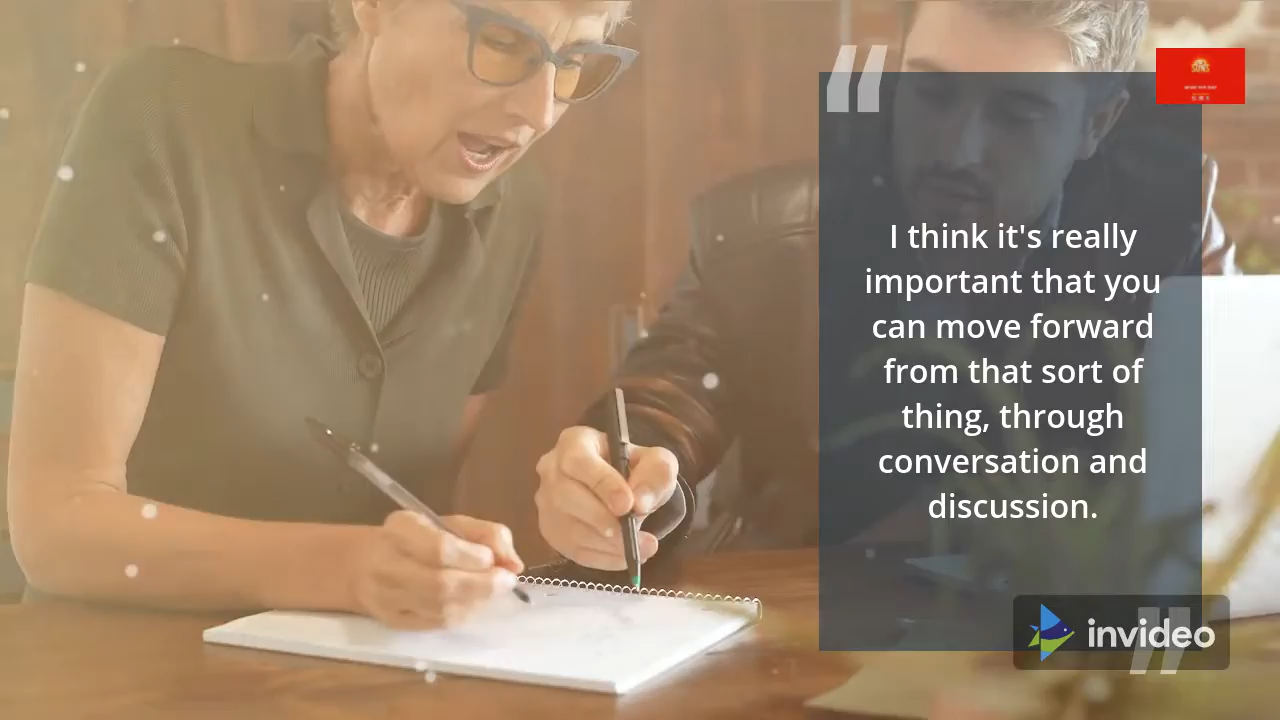 “
I think it's really
important that you
can move forward
from that sort of
thing, through
conversation and
discussion.
”
invideo